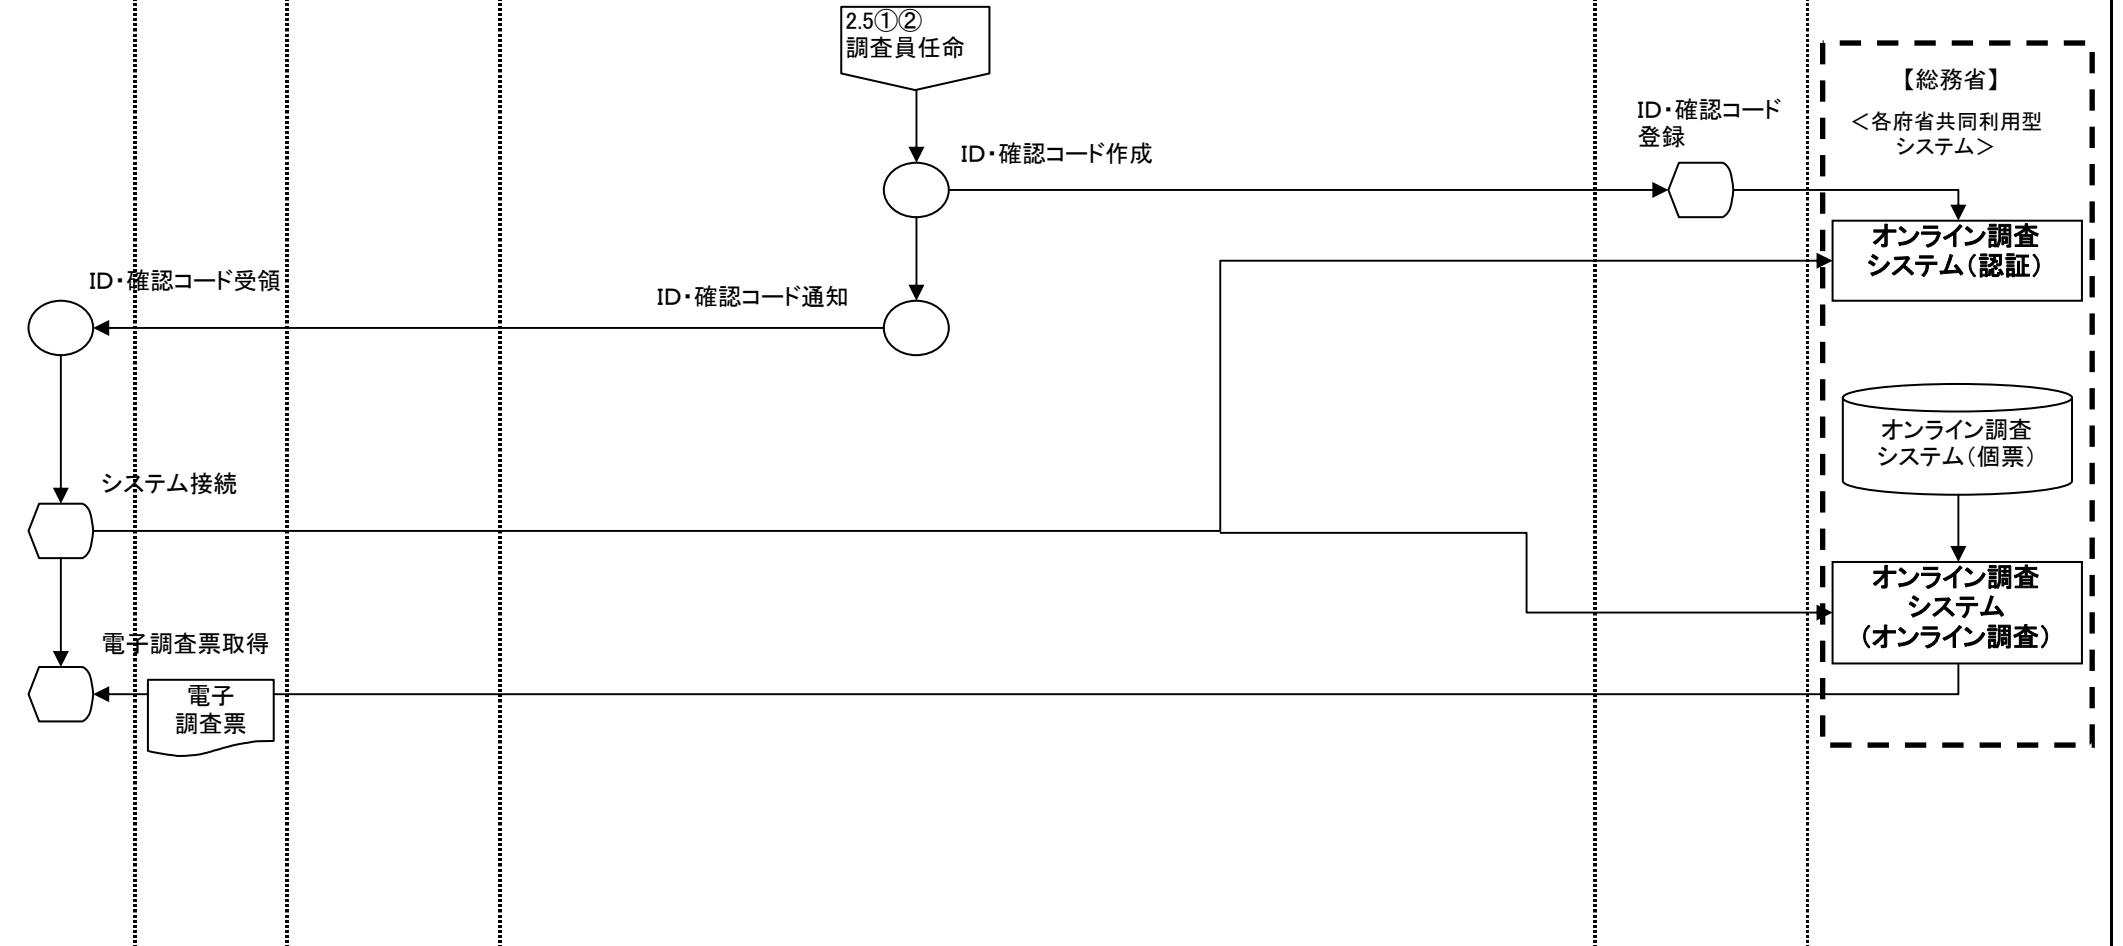 2.5①②
調査員任命
【総務省】
＜各府省共同利用型
システム＞
ID・確認コード
登録
ID・確認コード作成
オンライン調査
システム（認証）
ID・確認コード受領
ID・確認コード通知
オンライン調査
システム（個票）
システム接続
オンライン調査
システム
（オンライン調査）
電子調査票取得
電子
調査票